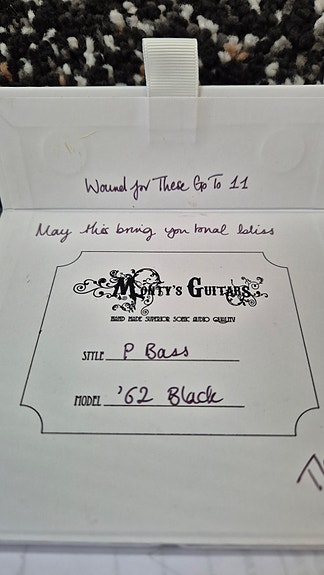 Wound for These Go To 11
May this bring you tonal bliss
MONTY'S GUITARS
HAND MADE SUPERIOR SONIC AUDIO QUALITY
STYLE P Bass
MODEL '62 Black